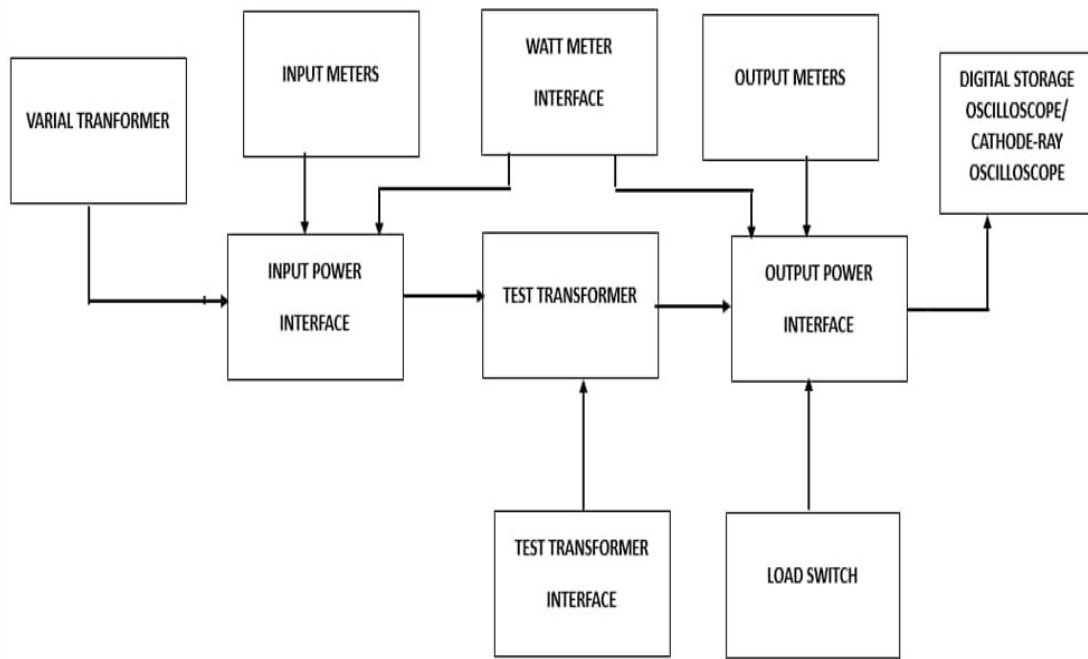 VARIAL TRANFORMER
INPUT METERS
WATT METER
INTERFACE
OUTPUT METERS
DIGITAL STORAGE
OSCILLOSCOPE/
CATHODE-RAY
OSCILLOSCOPE
INPUT POWER
INTERFACE
TEST TRANSFORMER
OUTPUT POWER
INTERFACE
TEST TRANSFORMER
INTERFACE
LOAD SWITCH